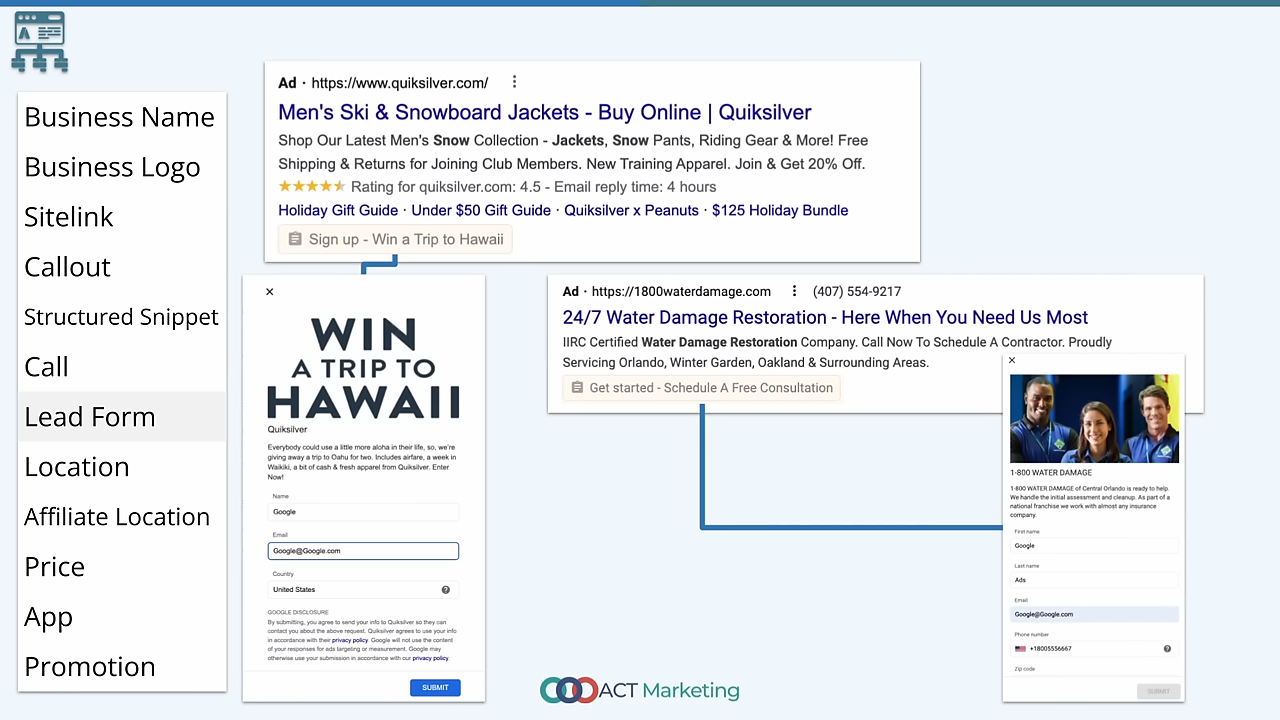 Business Name
Business Logo
Sitelink
Callout
Structured Snippet
Call
Lead Form
Location
Affiliate Location
Price
App
Promotion
Ad · https://www.quiksilver.com/
Men's Ski & Snowboard Jackets - Buy Online | Quiksilver
Shop Our Latest Men's Snow Collection - Jackets, Snow Pants, Riding Gear & More! Free
Shipping & Returns for Joining Club Members. New Training Apparel. Join & Get 20% Off.
Rating for quiksilver.com: 4.5 - Email reply time: 4 hours
Holiday Gift Guide · Under $50 Gift Guide · Quiksilver x Peanuts · $125 Holiday Bundle
Sign up - Win a Trip to Hawaii
WIN
A TRIP TO
HAWAII
Quiksilver
Everybody could use a little more aloha in their life, so, we're
giving away a trip to Oahu for two. Includes airfare, a week in
Waikiki, a bit of cash & fresh apparel from Quiksilver. Enter
Now!
Name
Google
Email
Google@Google.com
Country
United States
GOOGLE DISCLOSURE
By submitting, you agree to send your info to Quiksilver so they can
contact you about the above request. Quiksilver agrees to use your info
in accordance with their privacy policy. Google will not use the content
of your responses for ads targeting or measurement. Google may
otherwise use your submission in accordance with our privacy policy.
SUBMIT
Ad · https://1800waterdamage.com (407) 554-9217
24/7 Water Damage Restoration - Here When You Need Us Most
IIRC Certified Water Damage Restoration Company. Call Now To Schedule A Contractor. Proudly
Servicing Orlando, Winter Garden, Oakland & Surrounding Areas.
Get started - Schedule A Free Consultation
1-800 WATER DAMAGE
1-800 WATER DAMAGE of Central Orlando is ready to help.
We handle the initial assessment and cleanup. As part of a
national franchise we work with almost any insurance
company.
First name
Google
Last name
Ads
Email
Google@Google.com
Phone number
+18005556667
Zip code
SUBMIT
ACT Marketing